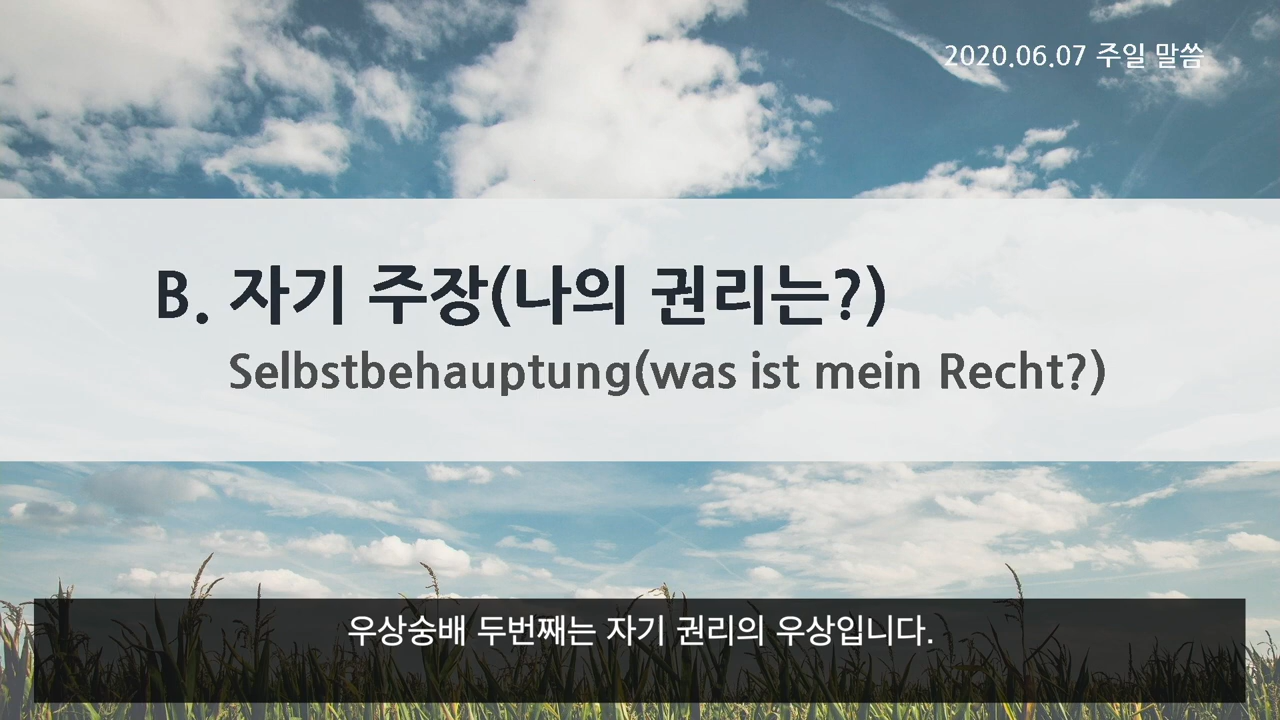 2020.06.07 주일 말씀
B. 자기 주장(나의 권리는?)
Selbstbehauptung(was ist mein Recht?)
우상숭배 두번째는 자기 권리의 우상입니다.